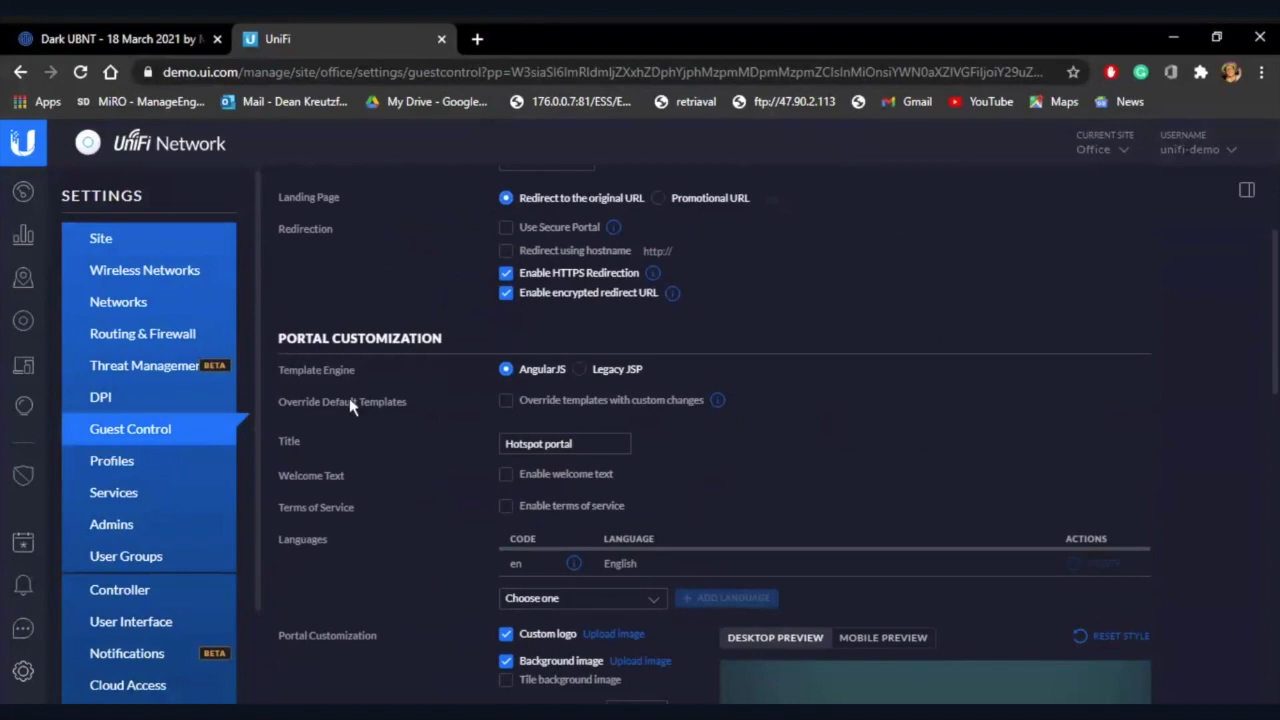 Dark UBNT - 18 March 2021 by
UniFi
demo.ui.com/manage/site/office/settings/guestcontrol?pp=
Apps
MiRO - ManageEng...
Mail - Dean Kreutzf...
My Drive - Google...
176.0.0.7:81/ESS/E...
retriaval
ftp://47.90.2.113
Gmail
YouTube
Maps
News
UniFi Network
CURRENT SITE
Office
USERNAME
unifi-demo
SETTINGS
Site
Wireless Networks
Networks
Routing & Firewall
Threat Managemer BETA
DPI
Guest Control
Profiles
Services
Admins
User Groups
Controller
User Interface
Notifications BETA
Cloud Access
Landing Page
Redirect to the original URL
Promotional URL
Redirection
Use Secure Portal
Redirect using hostname http://
Enable HTTPS Redirection
Enable encrypted redirect URL
PORTAL CUSTOMIZATION
Template Engine
AngularJS
Legacy JSP
Override Default Templates
Override templates with custom changes
Title
Hotspot portal
Welcome Text
Enable welcome text
Terms of Service
Enable terms of service
Languages
CODE LANGUAGE ACTIONS
en English DELETE
Choose one
+ ADD LANGUAGE
Portal Customization
Custom logo Upload image
Background image Upload image
Tile background image
DESKTOP PREVIEW
MOBILE PREVIEW
RESET STYLE